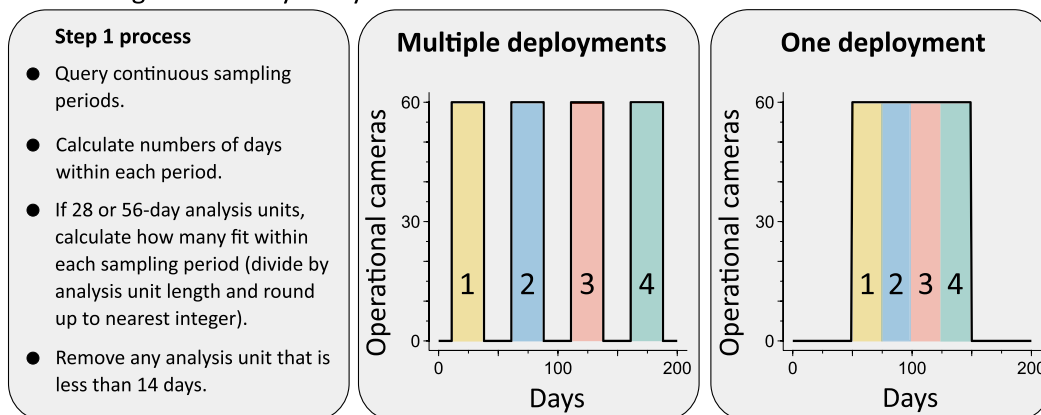 Step 1 process
● Query continuous sampling
periods.
● Calculate numbers of days
within each period.
● If 28 or 56-day analysis units,
calculate how many fit within
each sampling period (divide by
analysis unit length and round
up to nearest integer).
● Remove any analysis unit that is
less than 14 days.
Multiple deployments
Operational cameras
60
30
0
1 2 3 4
0 100 200
Days
One deployment
Operational cameras
60
30
0
1 2 3 4
0 100 200
Days